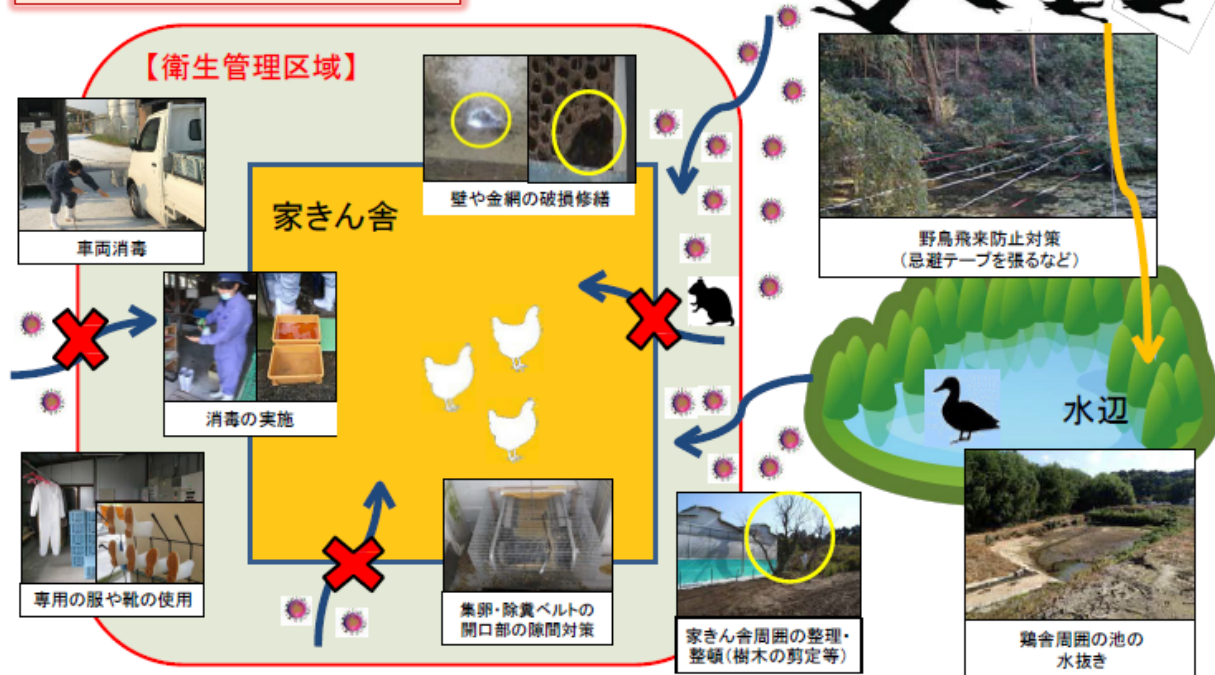 【衛生管理区域】
車両消毒
家きん舎
壁や金網の破損修繕
野鳥飛来防止対策
(忌避テープを張るなど)
消毒の実施
水辺
専用の服や靴の使用
集卵・除糞ベルトの
開口部の隙間対策
家きん舎周囲の整理・
整頓(樹木の剪定等)
鶏舎周囲の池の
水抜き